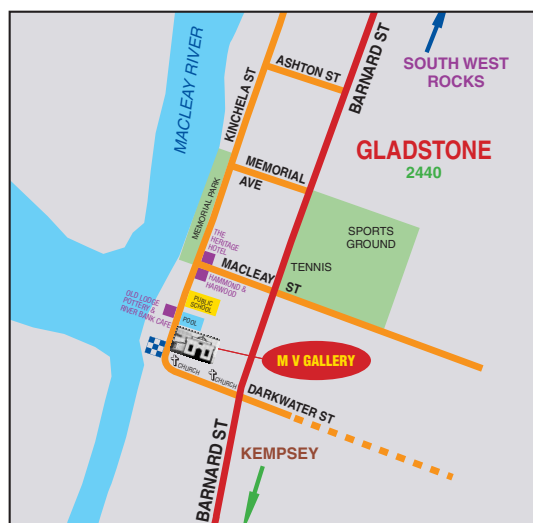 MACLEAY RIVER
KINCHELA ST
ASHTON ST
BARNARD ST
SOUTH WEST
ROCKS
GLADSTONE
2440
MEMORIAL
AVE
MEMORIAL PARK
SPORTS
GROUND
THE
HERITAGE
HOTEL
MACLEAY
ST
TENNIS
HAMMOND &
HARWOOD
OLD LODGE
POTTERY &
RIVER BANK CAFE
PUBLIC
SCHOOL
POOL
M V GALLERY
CHURCH
CHURCH
DARKWATER ST
BARNARD ST
KEMPSEY